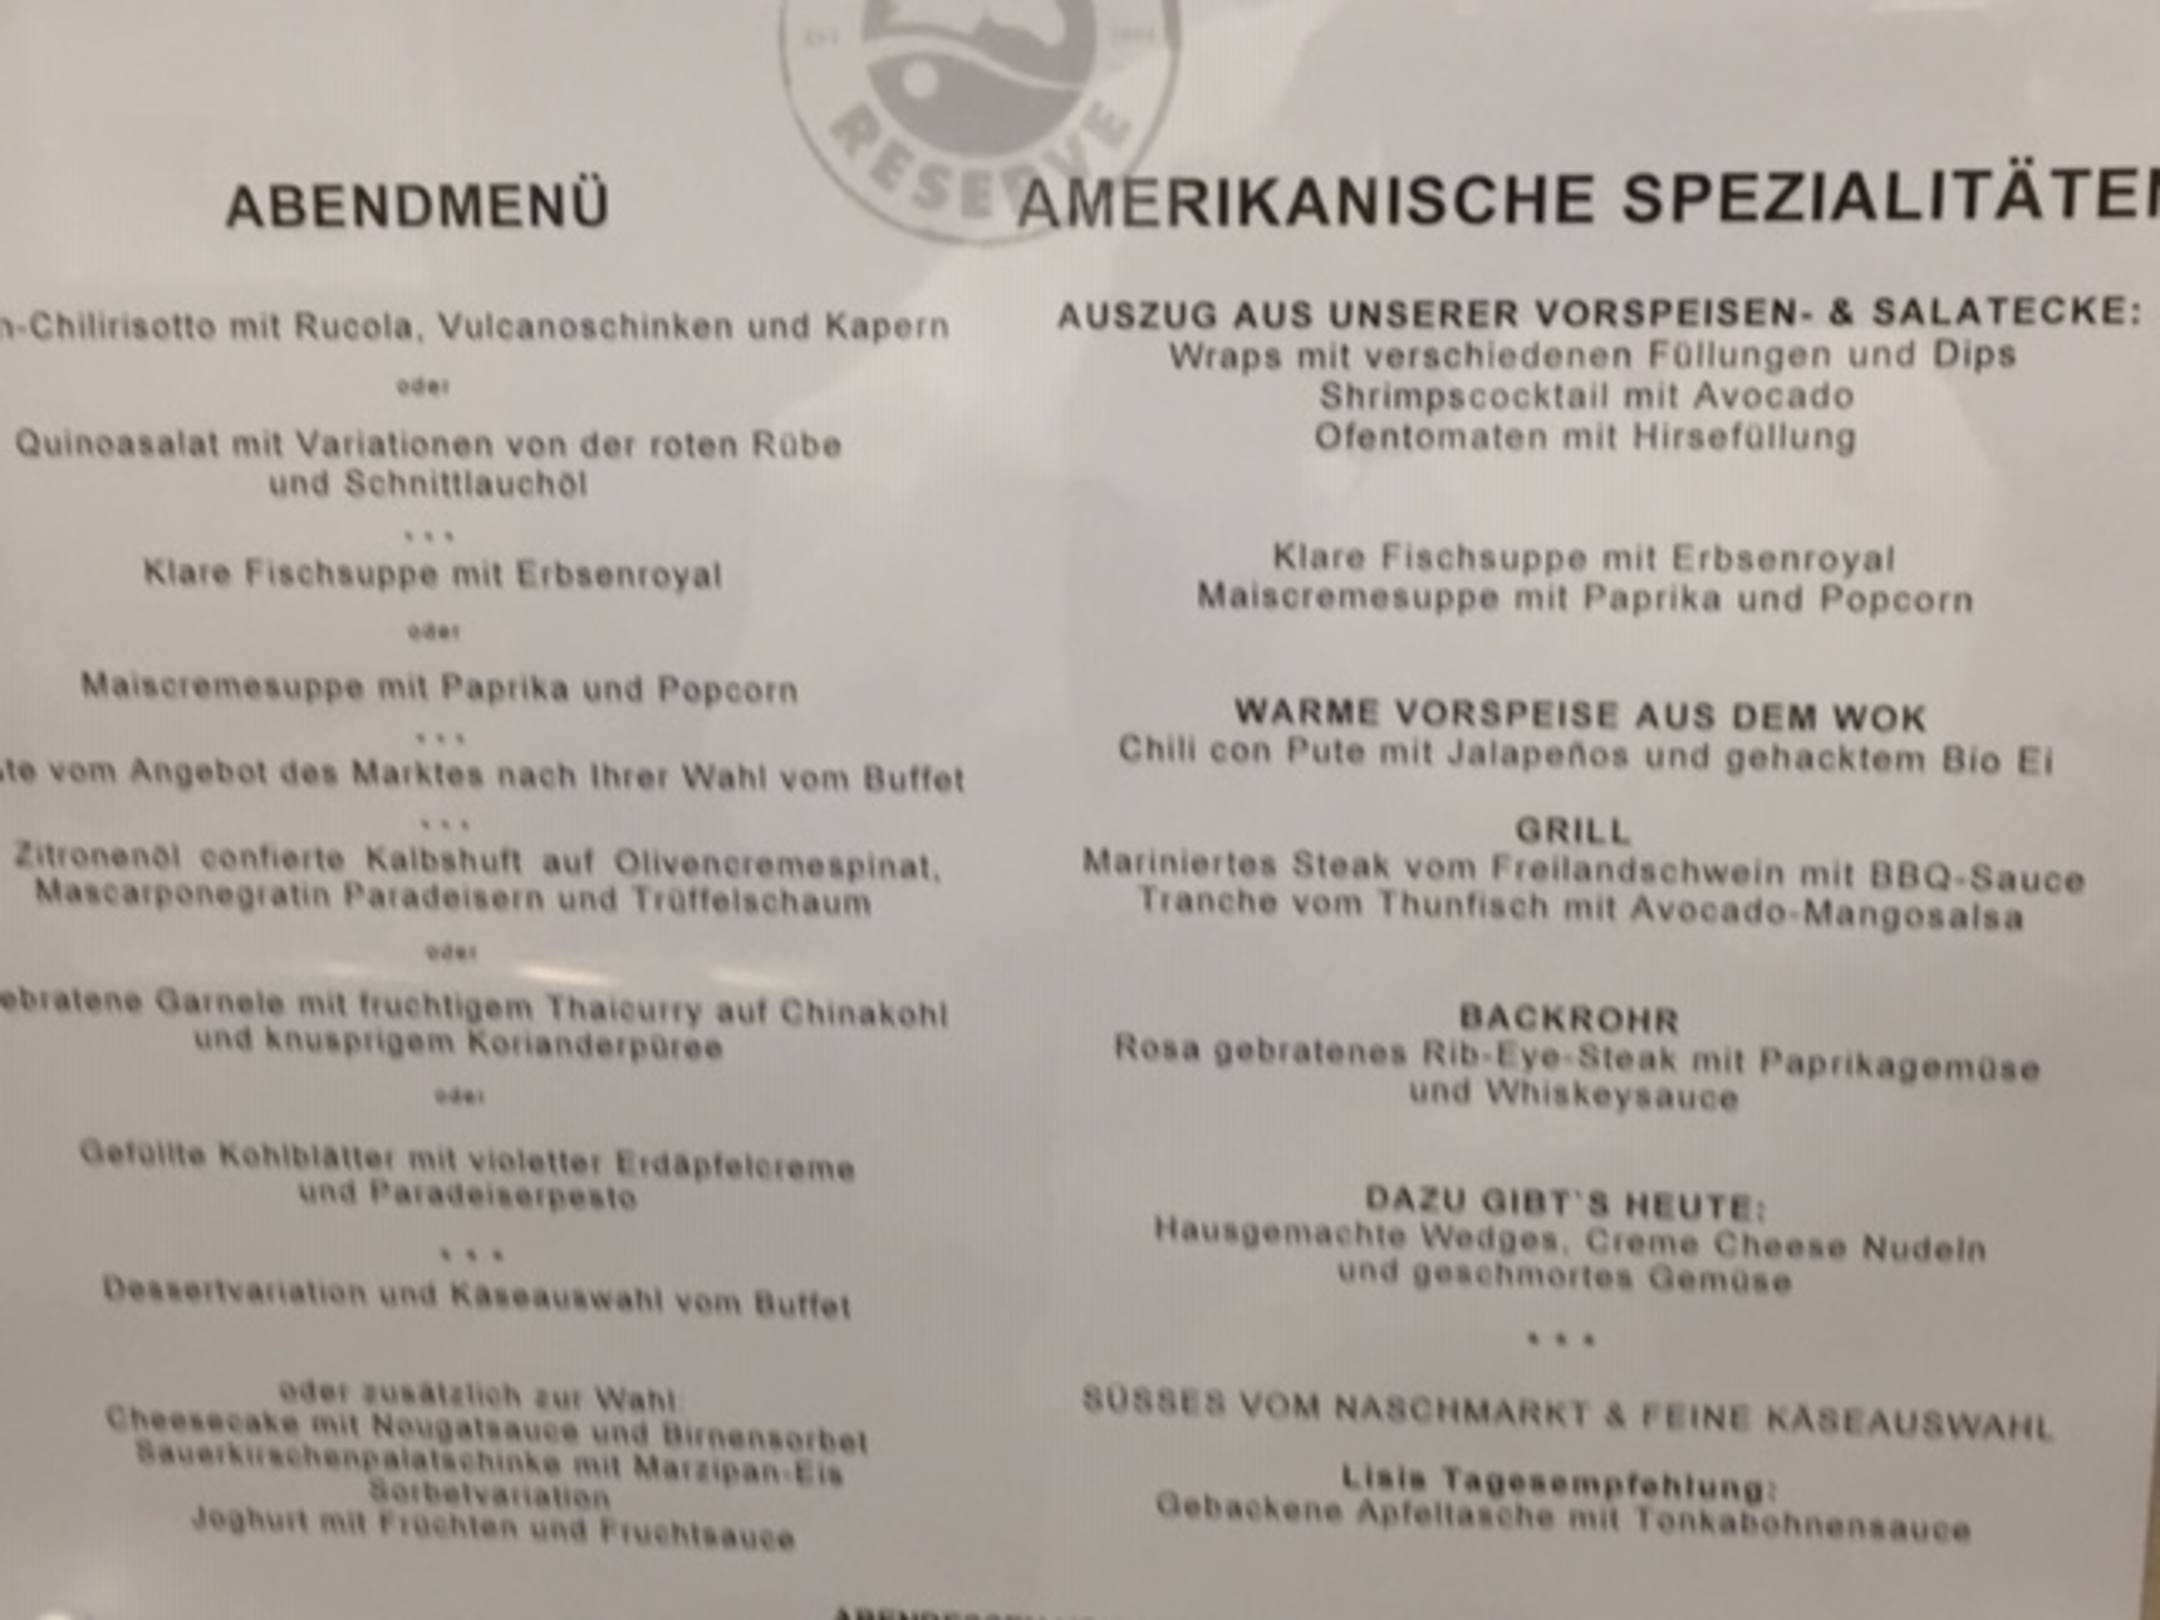 RESERVE
ABENDMENÜ
-Chilirisotto mit Rucola, Vulcanoschinken und Kapern
oder
Quinoasalat mit Variationen von der roten Rübe
und Schnittlauchöl
***
Klare Fischsuppe mit Erbsenroyal
oder
Maiscremesuppe mit Paprika und Popcorn
***
vom Angebot des Marktes nach Ihrer Wahl vom Buffet
***
Zitronenöl confierte Kalbshuft auf Olivencremespinat,
Mascarponegratin Paradeisern und Trüffelschaum
oder
ebratene Garnele mit fruchtigem Thaicurry auf Chinakohl
und knusprigem Korianderpüree
oder
Gefüllte Kohlblätter mit violetter Erdäpfelcreme
und Paradeiserpesto
***
Dessertvariation und Käseauswahl vom Buffet
oder zusätzlich zur Wahl:
Cheesecake mit Nougatsauce und Birnensorbet
Sauerkirschenpalatschinke mit Marzipan-Eis
Sorbetvariation
Joghurt mit Früchten und Fruchtsauce
AMERIKANISCHE SPEZIALITÄTEN
AUSZUG AUS UNSERER VORSPEISEN- & SALATECKE:
Wraps mit verschiedenen Füllungen und Dips
Shrimpscocktail mit Avocado
Ofentomaten mit Hirsefüllung
Klare Fischsuppe mit Erbsenroyal
Maiscremesuppe mit Paprika und Popcorn
WARME VORSPEISE AUS DEM WOK
Chili con Pute mit Jalapeños und gehacktem Bio Ei
GRILL
Mariniertes Steak vom Freilandschwein mit BBQ-Sauce
Tranche vom Thunfisch mit Avocado-Mangosalsa
BACKROHR
Rosa gebratenes Rib-Eye-Steak mit Paprikagemüse
und Whiskeysauce
DAZU GIBT`S HEUTE:
Hausgemachte Wedges, Creme Cheese Nudeln
und geschmortes Gemüse
***
SÜSSES VOM NASCHMARKT & FEINE KÄSEAUSWAHL
Lisis Tagesempfehlung:
Gebackene Apfeltasche mit Tonkabohnensauce